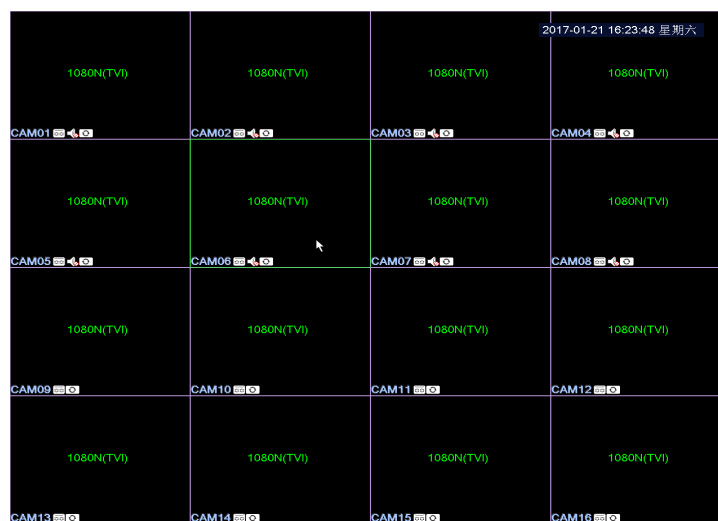 2017-01-21 16:23:48 星期六
1080N(TVI) 1080N(TVI) 1080N(TVI) 1080N(TVI)
CAM01 CAM02 CAM03 CAM04
1080N(TVI) 1080N(TVI) 1080N(TVI) 1080N(TVI)
CAM05 CAM06 CAM07 CAM08
1080N(TVI) 1080N(TVI) 1080N(TVI) 1080N(TVI)
CAM09 CAM10 CAM11 CAM12
1080N(TVI) 1080N(TVI) 1080N(TVI) 1080N(TVI)
CAM13 CAM14 CAM15 CAM16